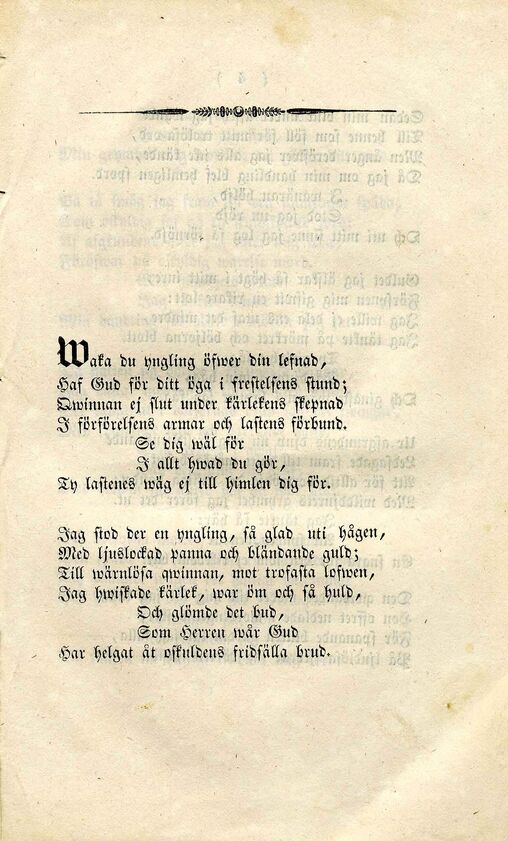 Waka du yngling öfwer din lefnad,
Haf Gud för ditt öga i frestelsens stund;
Qwinnan ej slut under kärlekens skepnad
I förförelsens armar och lastens förbund.
Se dig wäl för
I allt hwad du gör,
Ty lastenes wäg ej till himlen dig för.
Jag stod der en yngling, så glad uti hågen,
Med ljuslockad panna och bländande guld;
Till wärnlösa qwinnan, mot trofasta lofwen,
Jag hwiskade kärlek, war öm och så huld,
Och glömde det bud,
Som Herren wår Gud
Har helgat åt oskuldens fridfälla brud.